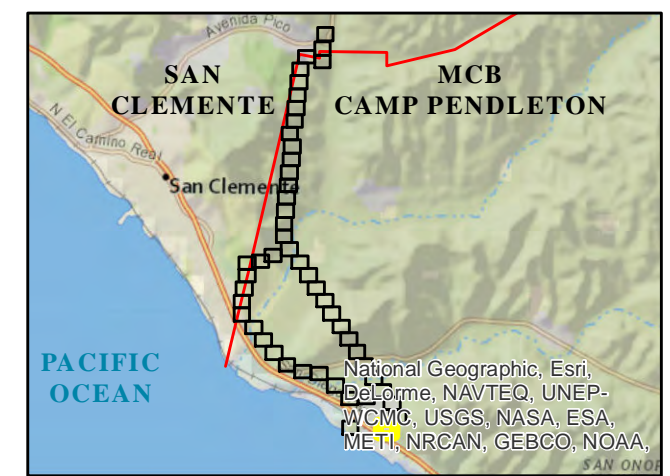 Avenida Pico
SAN
CLEMENTE
MCB
CAMP PENDLETON
N El Camino Real
San Clemente
PACIFIC
OCEAN
National Geographic, Esri,
DeLorme, NAVTEQ, UNEP-
WCMC, USGS, NASA, ESA,
METI, NRCAN, GEBCO, NOAA,
SAN ONOF